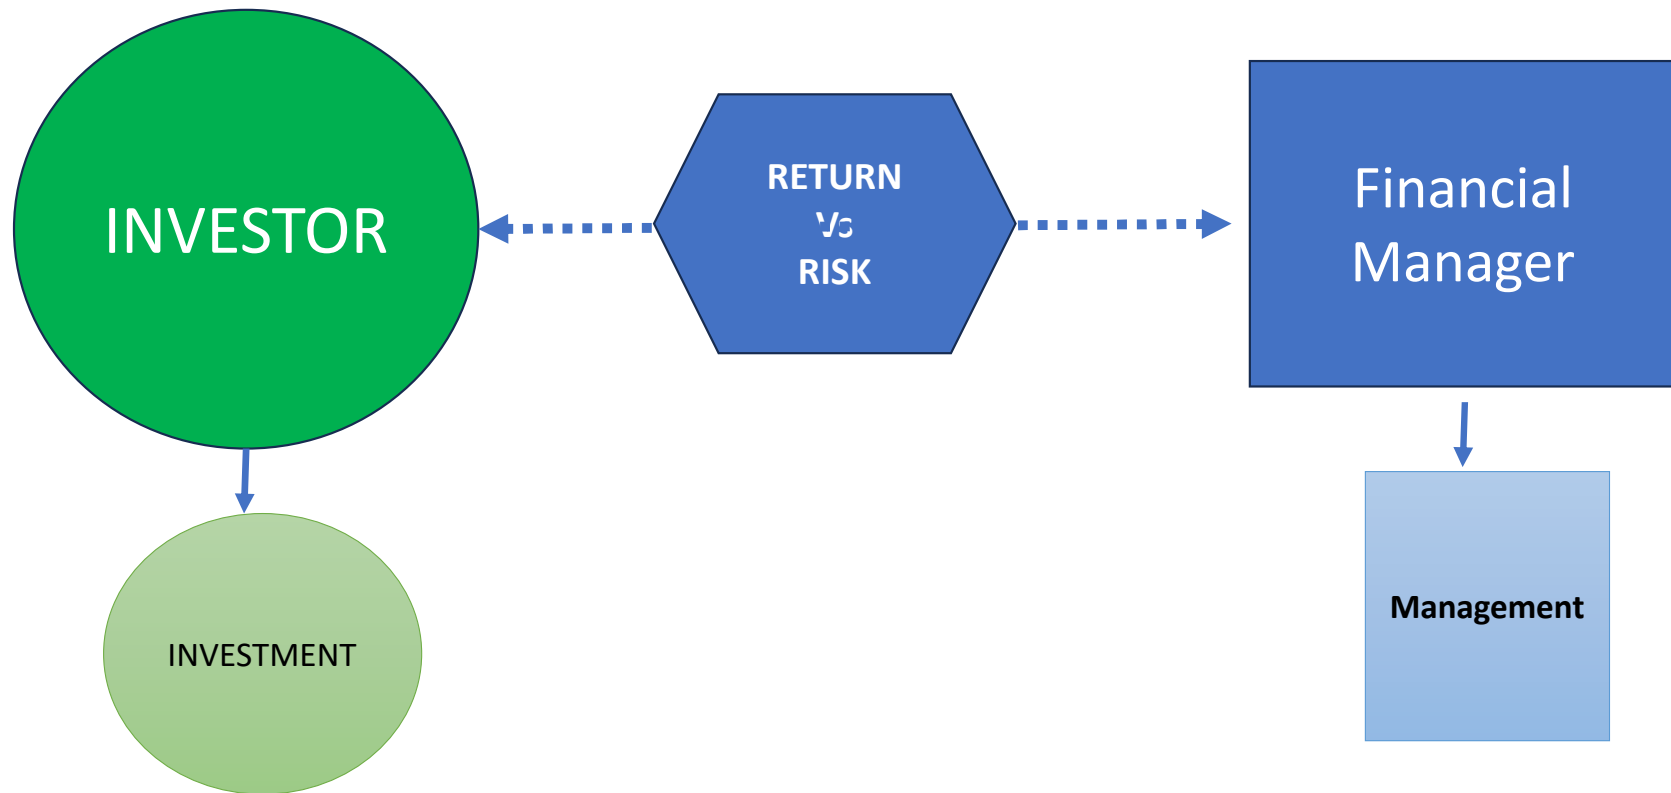 INVESTOR
RETURN
Vs
RISK
Financial
Manager
INVESTMENT
Management